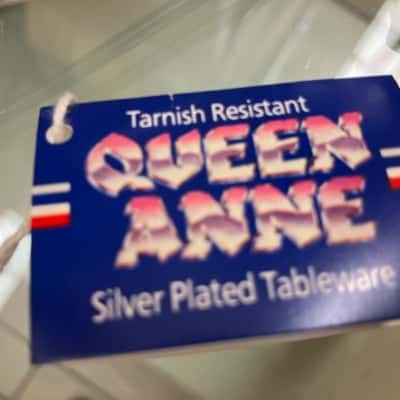 Tarnish Resistant
QUEEN
ANNE
Silver Plated Tableware